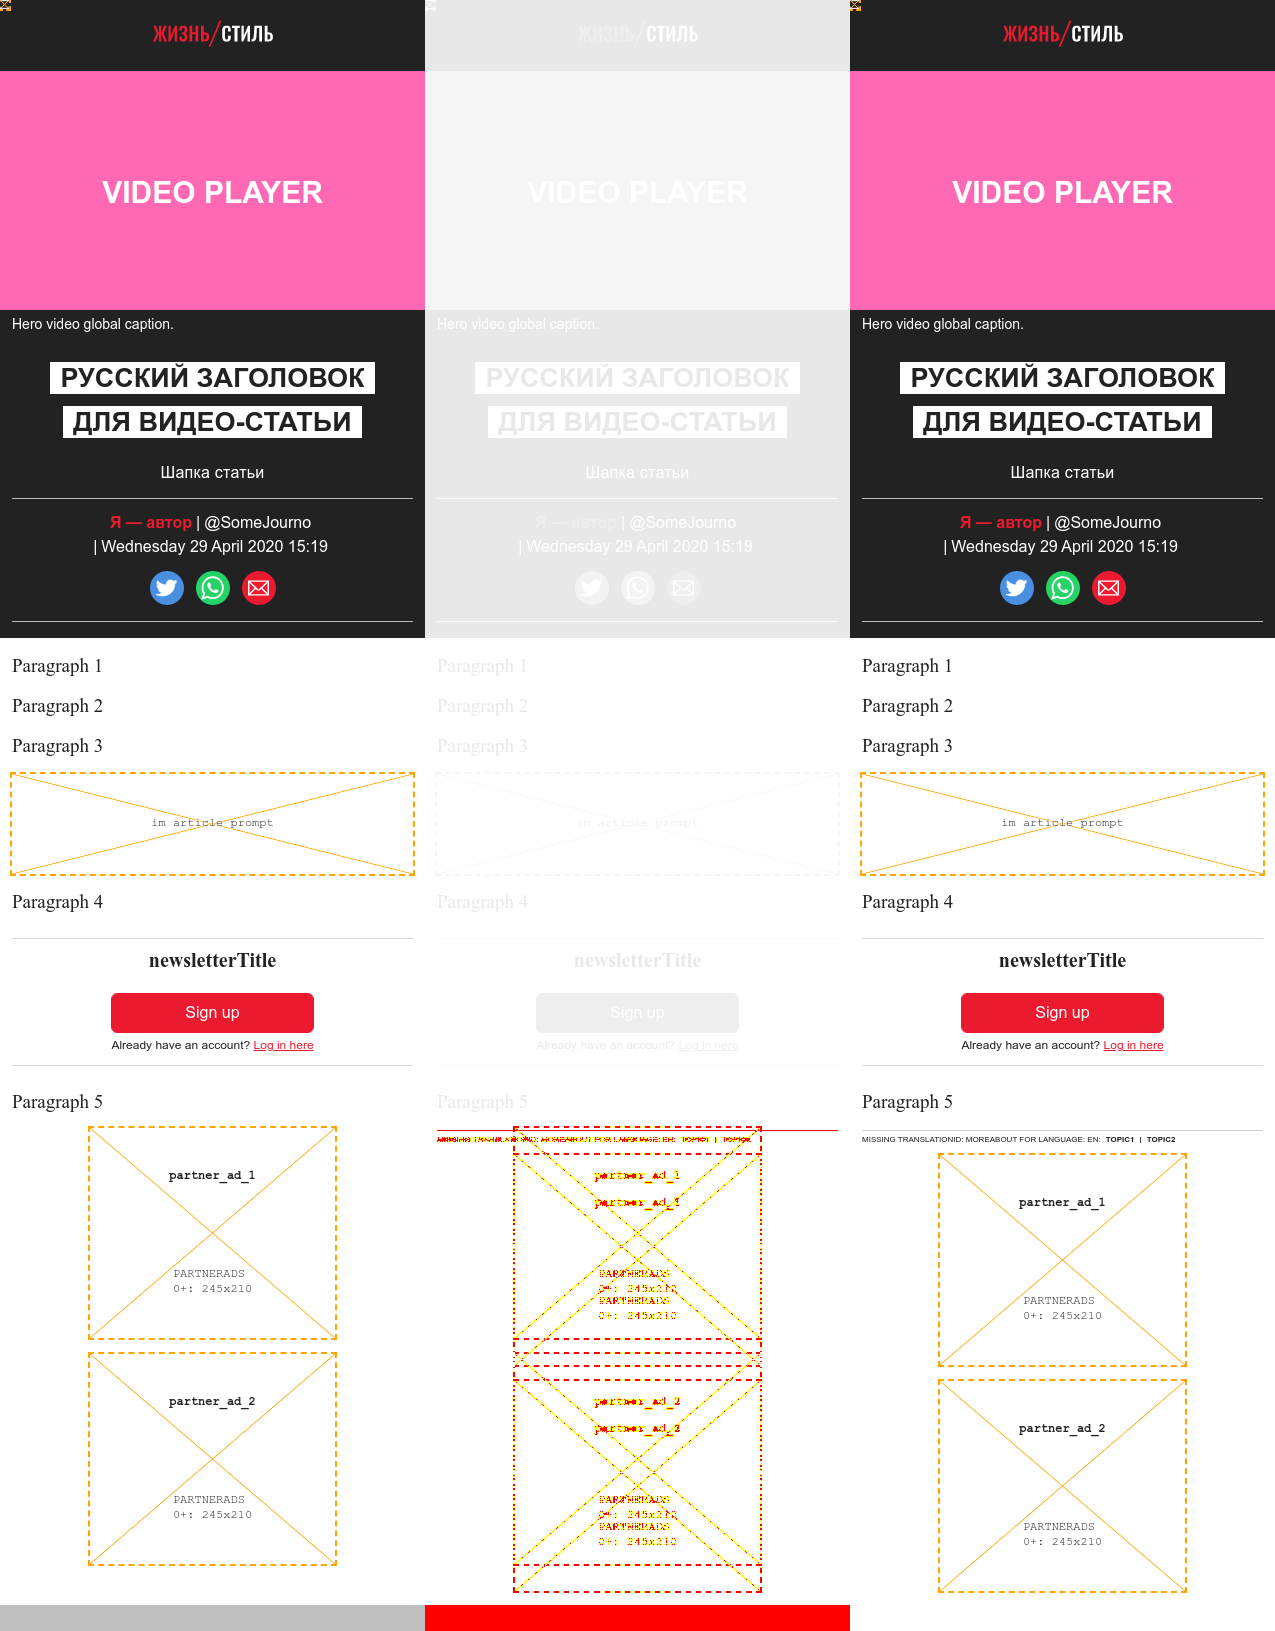 ЖИЗНЬ/СТИЛЬ
VIDEO PLAYER
Hero video global caption.
РУССКИЙ ЗАГОЛОВОК
ДЛЯ ВИДЕО-СТАТЬИ
Шапка статьи
Я — автор | @SomeJourno
| Wednesday 29 April 2020 15:19
Paragraph 1
Paragraph 2
Paragraph 3
im article prompt
Paragraph 4
newsletterTitle
Sign up
Already have an account? Log in here
Paragraph 5
partner_ad_1
PARTNERADS
0+: 245x210
partner_ad_2
PARTNERADS
0+: 245x210
ЖИЗНЬ/СТИЛЬ
VIDEO PLAYER
Hero video global caption.
РУССКИЙ ЗАГОЛОВОК
ДЛЯ ВИДЕО-СТАТЬИ
Шапка статьи
Я — автор | @SomeJourno
| Wednesday 29 April 2020 15:19
Paragraph 1
Paragraph 2
Paragraph 3
im article prompt
Paragraph 4
newsletterTitle
Sign up
Already have an account? Log in here
Paragraph 5
partner_ad_1
partner_ad_1
PARTNERADS
0+: 245x210
PARTNERADS
0+: 245x210
partner_ad_2
partner_ad_2
PARTNERADS
0+: 245x210
PARTNERADS
0+: 245x210
ЖИЗНЬ/СТИЛЬ
VIDEO PLAYER
Hero video global caption.
РУССКИЙ ЗАГОЛОВОК
ДЛЯ ВИДЕО-СТАТЬИ
Шапка статьи
Я — автор | @SomeJourno
| Wednesday 29 April 2020 15:19
Paragraph 1
Paragraph 2
Paragraph 3
im article prompt
Paragraph 4
newsletterTitle
Sign up
Already have an account? Log in here
Paragraph 5
MISSING TRANSLATIONID: MOREABOUT FOR LANGUAGE: EN: TOPIC1 | TOPIC2
partner_ad_1
PARTNERADS
0+: 245x210
partner_ad_2
PARTNERADS
0+: 245x210